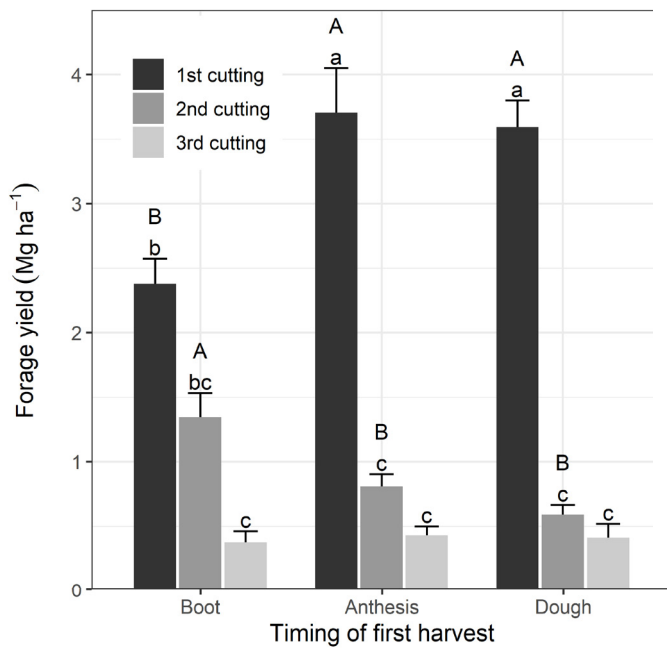 A
a
A
a
1st cutting
2nd cutting
3rd cutting
B
b
A
bc
B
c
B
c
c
c
c
4
3
2
1
0
Forage yield (Mg ha⁻¹)
Boot
Anthesis
Dough
Timing of first harvest